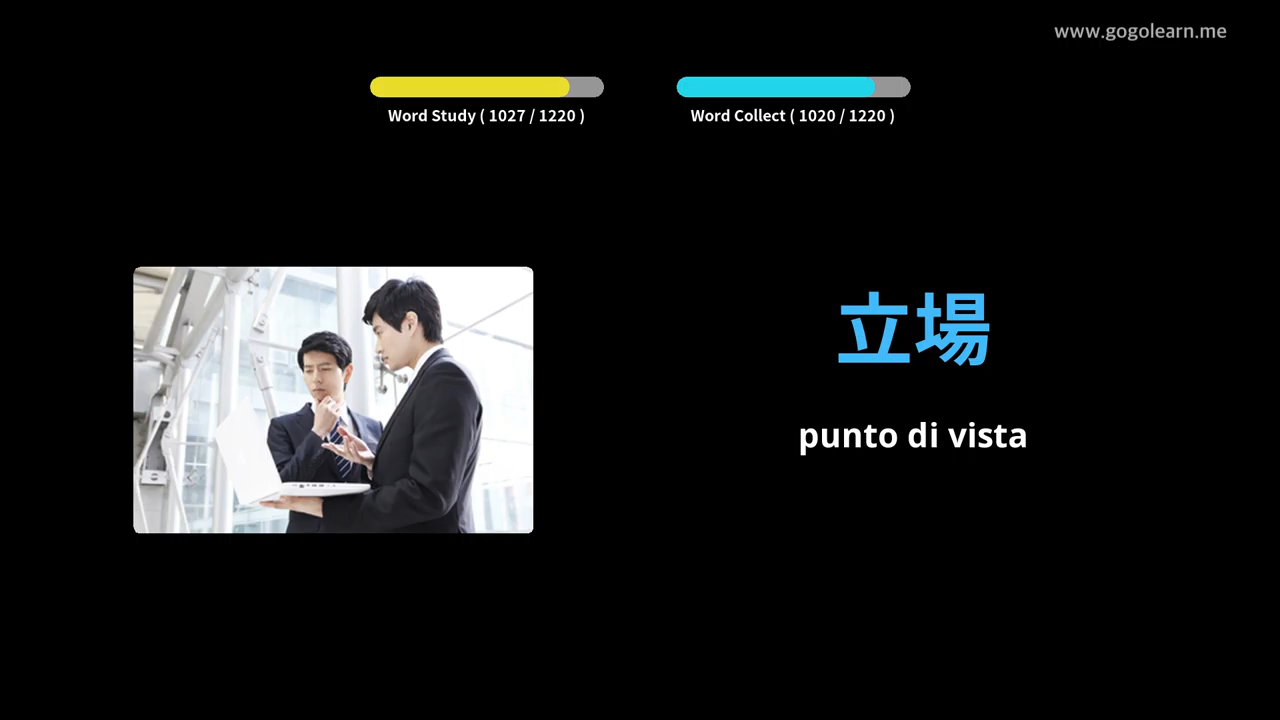 www.gogolearn.me
Word Study ( 1027 / 1220 )
Word Collect ( 1020 / 1220 )
立場
punto di vista